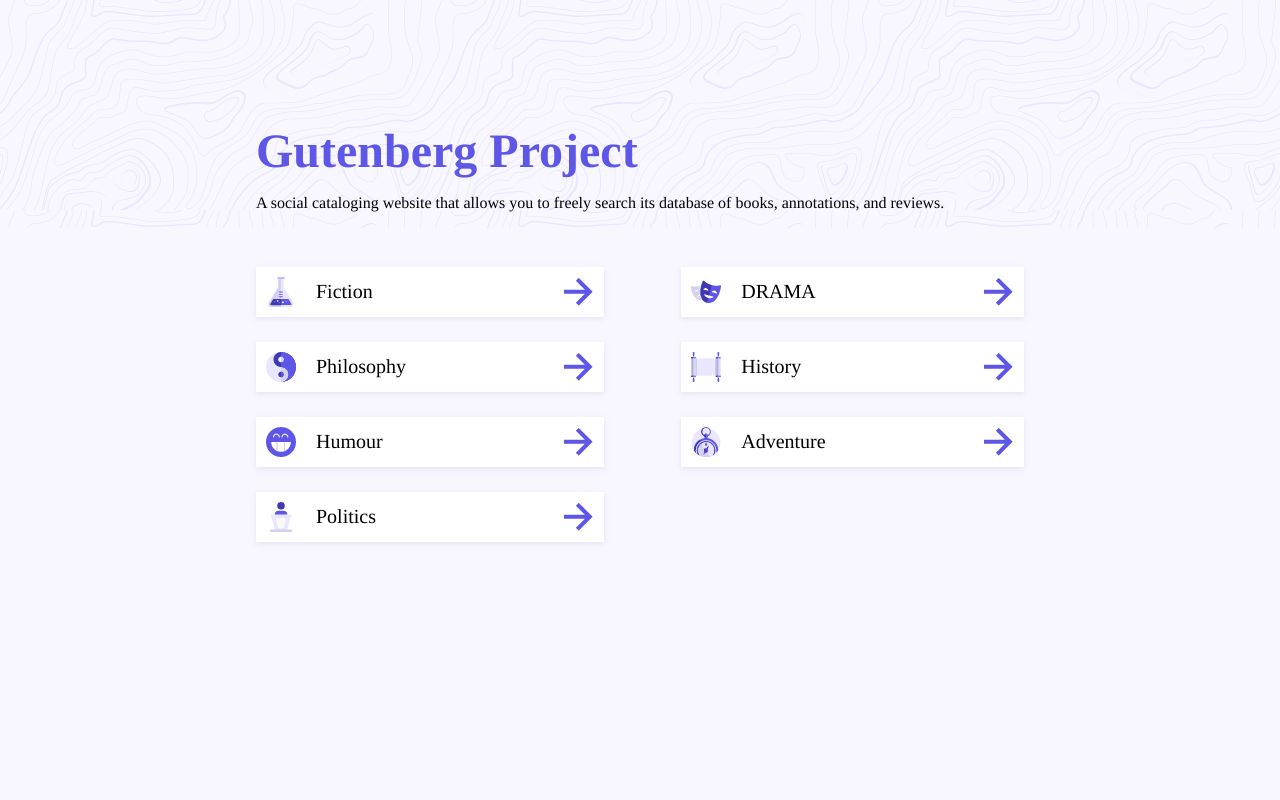 Gutenberg Project
A social cataloging website that allows you to freely search its database of books, annotations, and reviews.
Fiction
DRAMA
Philosophy
History
Humour
Adventure
Politics